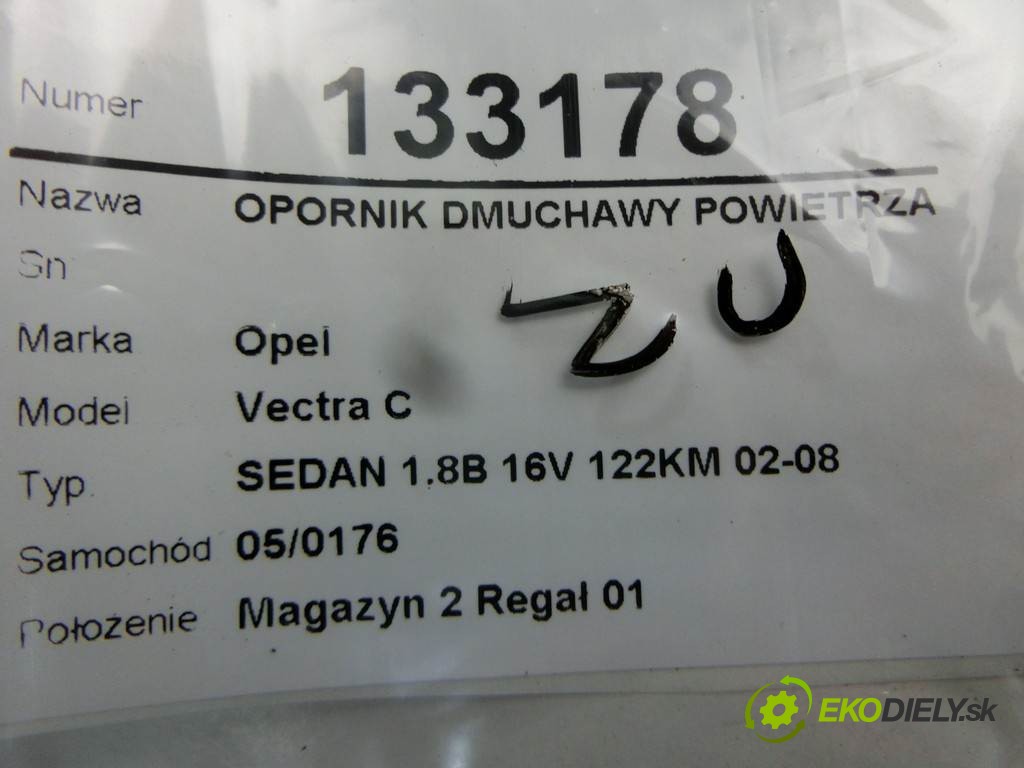 Numer 133178
Nazwa OPORNIK DMUCHAWY POWIETRZA
Sn
ZU
Marka Opel
Model Vectra C
Typ SEDAN 1.8B 16V 122KM 02-08
Samochód 05/0176
Położenie Magazyn 2 Regał 01
EKODIELY.sk